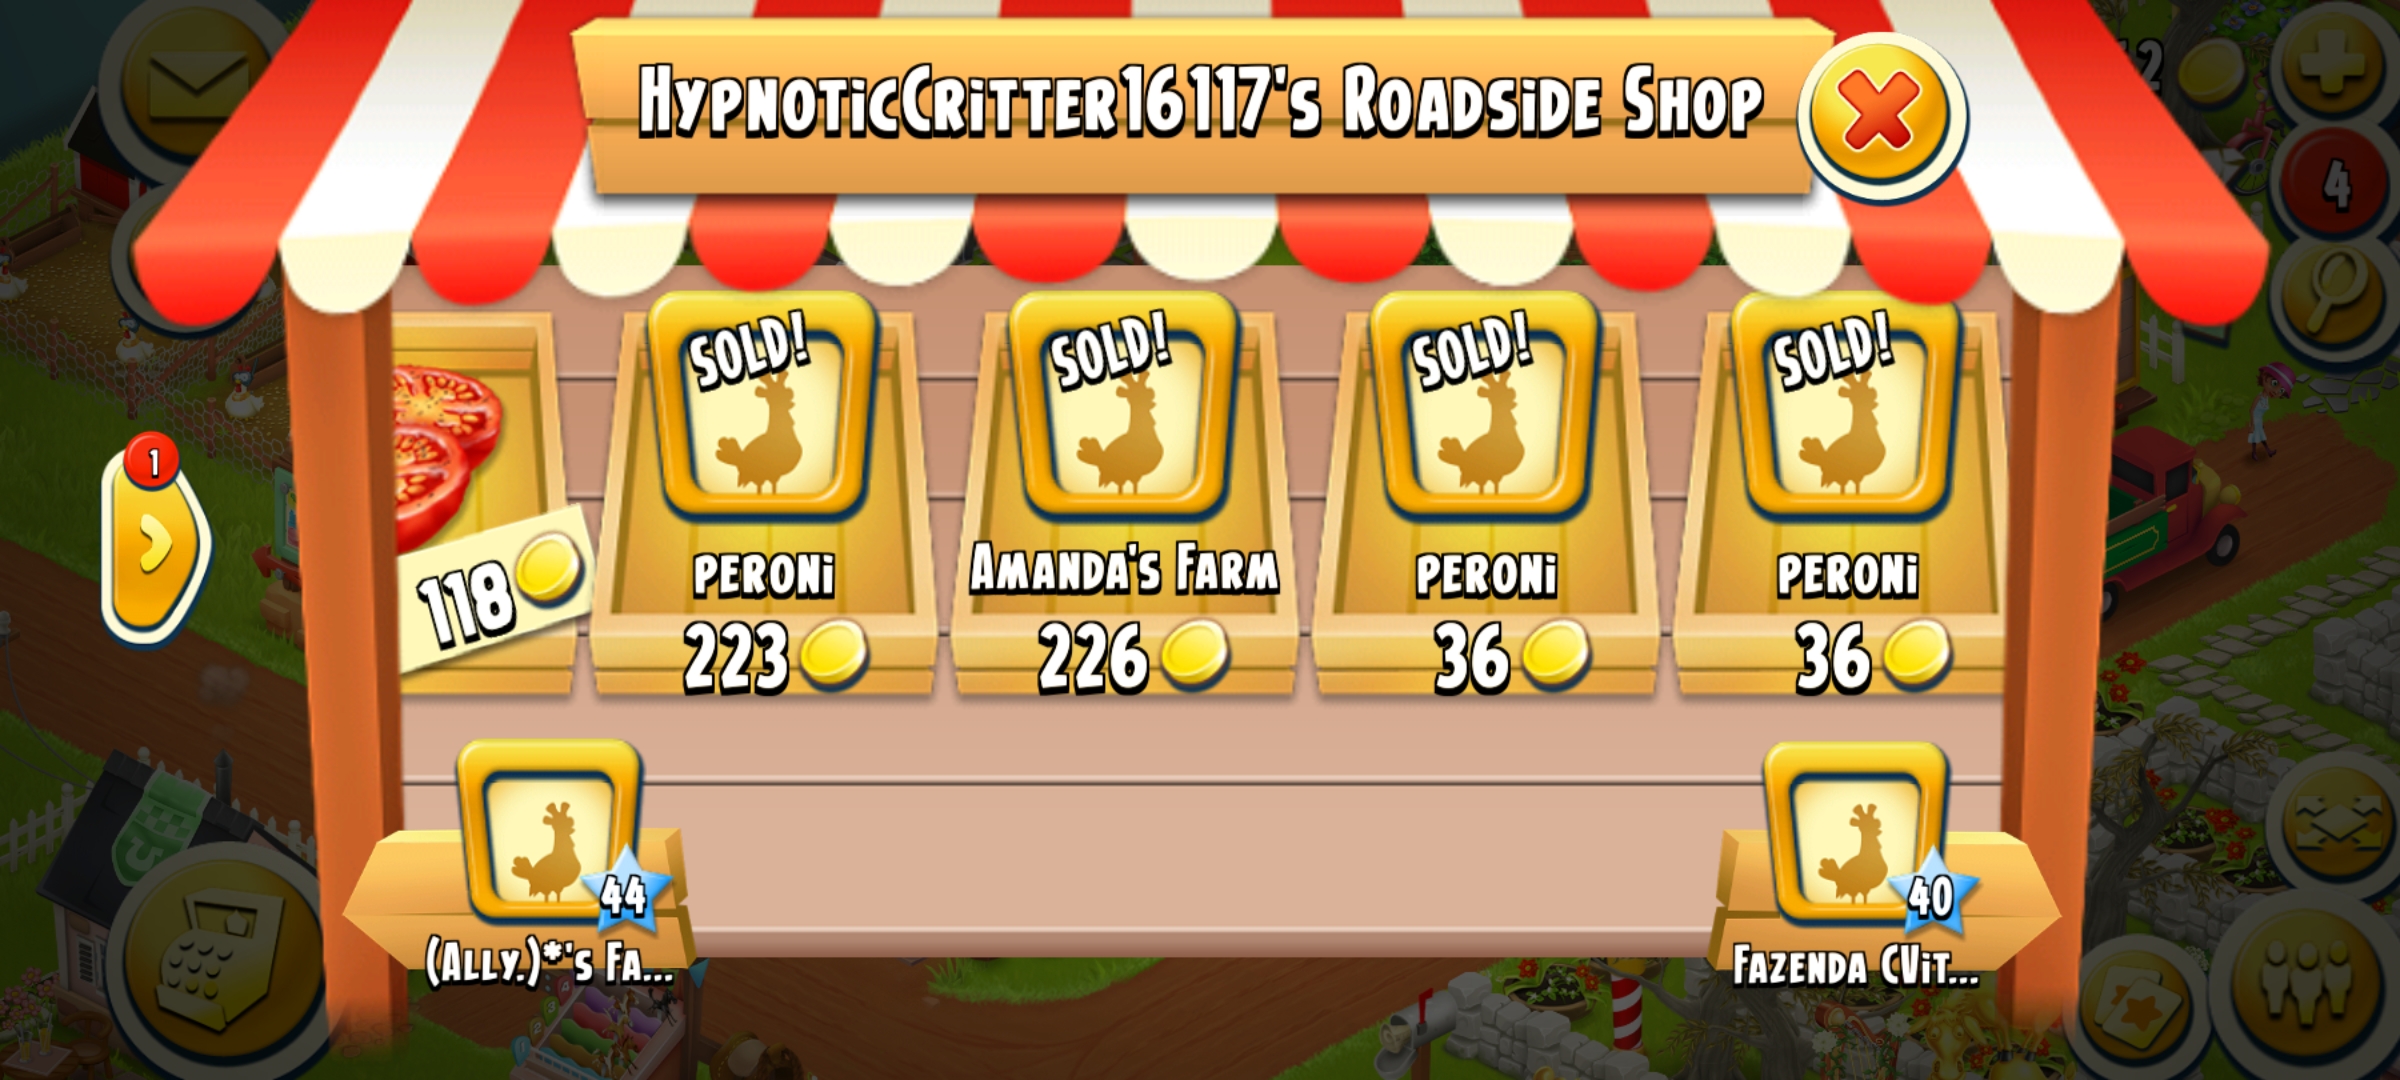 HypnoticCritter16117's Roadside Shop
2
4
1
SOLD!
SOLD!
SOLD!
SOLD!
118
PERONi
Amanda's Farm
PERONi
PERONi
223
226
36
36
44
40
(Ally.)*'s Fa...
Fazenda CVit...